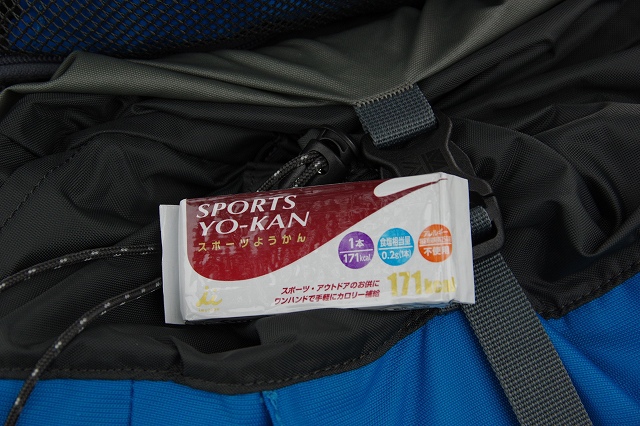 SPORTS
YO-KAN
スポーツようかん
1本
171kcal
食塩相当量
0.2g(1本)
アレルギー
不使用
スポーツ・アウトドアのお供に
ワンハンドで手軽にカロリー補給
171kcal